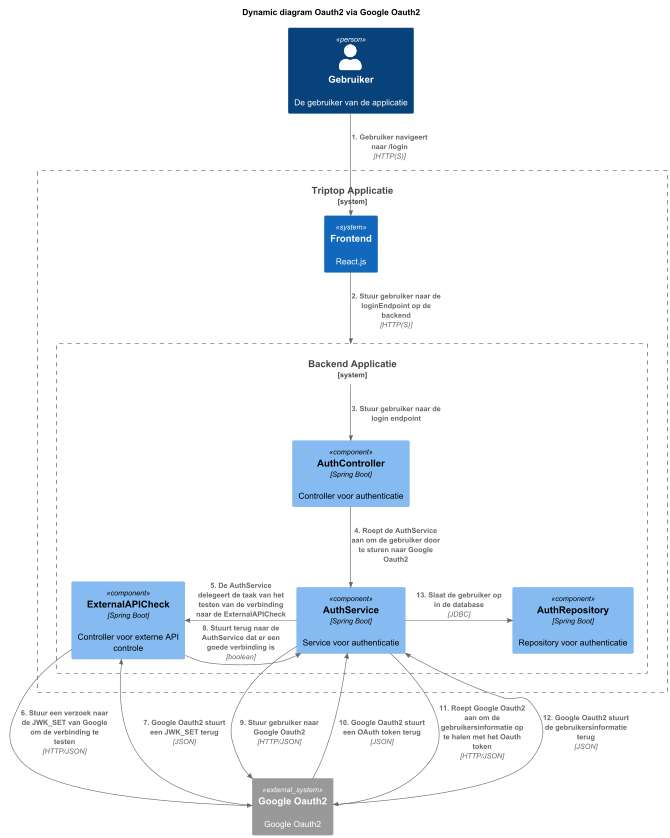 Dynamic diagram Oauth2 via Google Oauth2
«person»
Gebruiker
De gebruiker van de applicatie
1. Gebruiker navigeert
naar /login
[HTTP(S)]
Triptop Applicatie
[system]
«system»
Frontend
React.js
2. Stuur gebruiker naar de
loginEndpoint op de
backend
[HTTP(S)]
Backend Applicatie
[system]
3. Stuur gebruiker naar de
login endpoint
«component»
AuthController
[Spring Boot]
Controller voor authenticatie
4. Roept de AuthService
aan om de gebruiker door
te sturen naar Google
Oauth2
«component»
ExternalAPICheck
[Spring Boot]
Controller voor externe API
controle
5. De AuthService
delegeert de taak van het
testen van de verbinding
naar de ExternalAPICheck
8. Stuurt terug naar de
AuthService dat er een
goede verbinding is
[boolean]
«component»
AuthService
[Spring Boot]
Service voor authenticatie
13. Slaat de gebruiker op
in de database
[JDBC]
«component»
AuthRepository
[Spring Boot]
Repository voor authenticatie
6. Stuur een verzoek naar
de JWK_SET van Google
om de verbinding te
testen
[HTTP/JSON]
7. Google Oauth2 stuurt
een JWK_SET terug
[JSON]
9. Stuur gebruiker naar
Google Oauth2
[HTTP/JSON]
10. Google Oauth2 stuurt
een OAuth token terug
[JSON]
11. Roept Google Oauth2
aan om de
gebruikersinformatie op
te halen met het Oauth
token
[HTTP/JSON]
12. Google Oauth2 stuurt
de gebruikersinformatie
terug
[JSON]
«external_system»
Google Oauth2
Google Oauth2